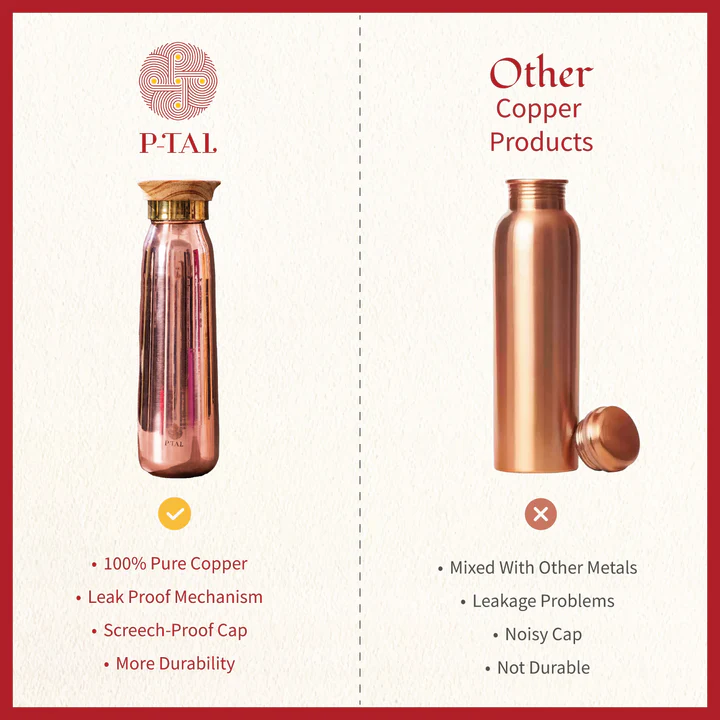 P-TAL
P-TAL
• 100% Pure Copper
• Leak Proof Mechanism
• Screech-Proof Cap
• More Durability
Other
Copper
Products
• Mixed With Other Metals
• Leakage Problems
• Noisy Cap
• Not Durable